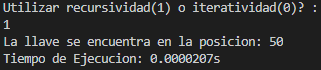 Utilizar recursividad(1) o iteratividad(0)? :
1
La llave se encuentra en la posicion: 50
Tiempo de Ejecucion: 0.0000207s